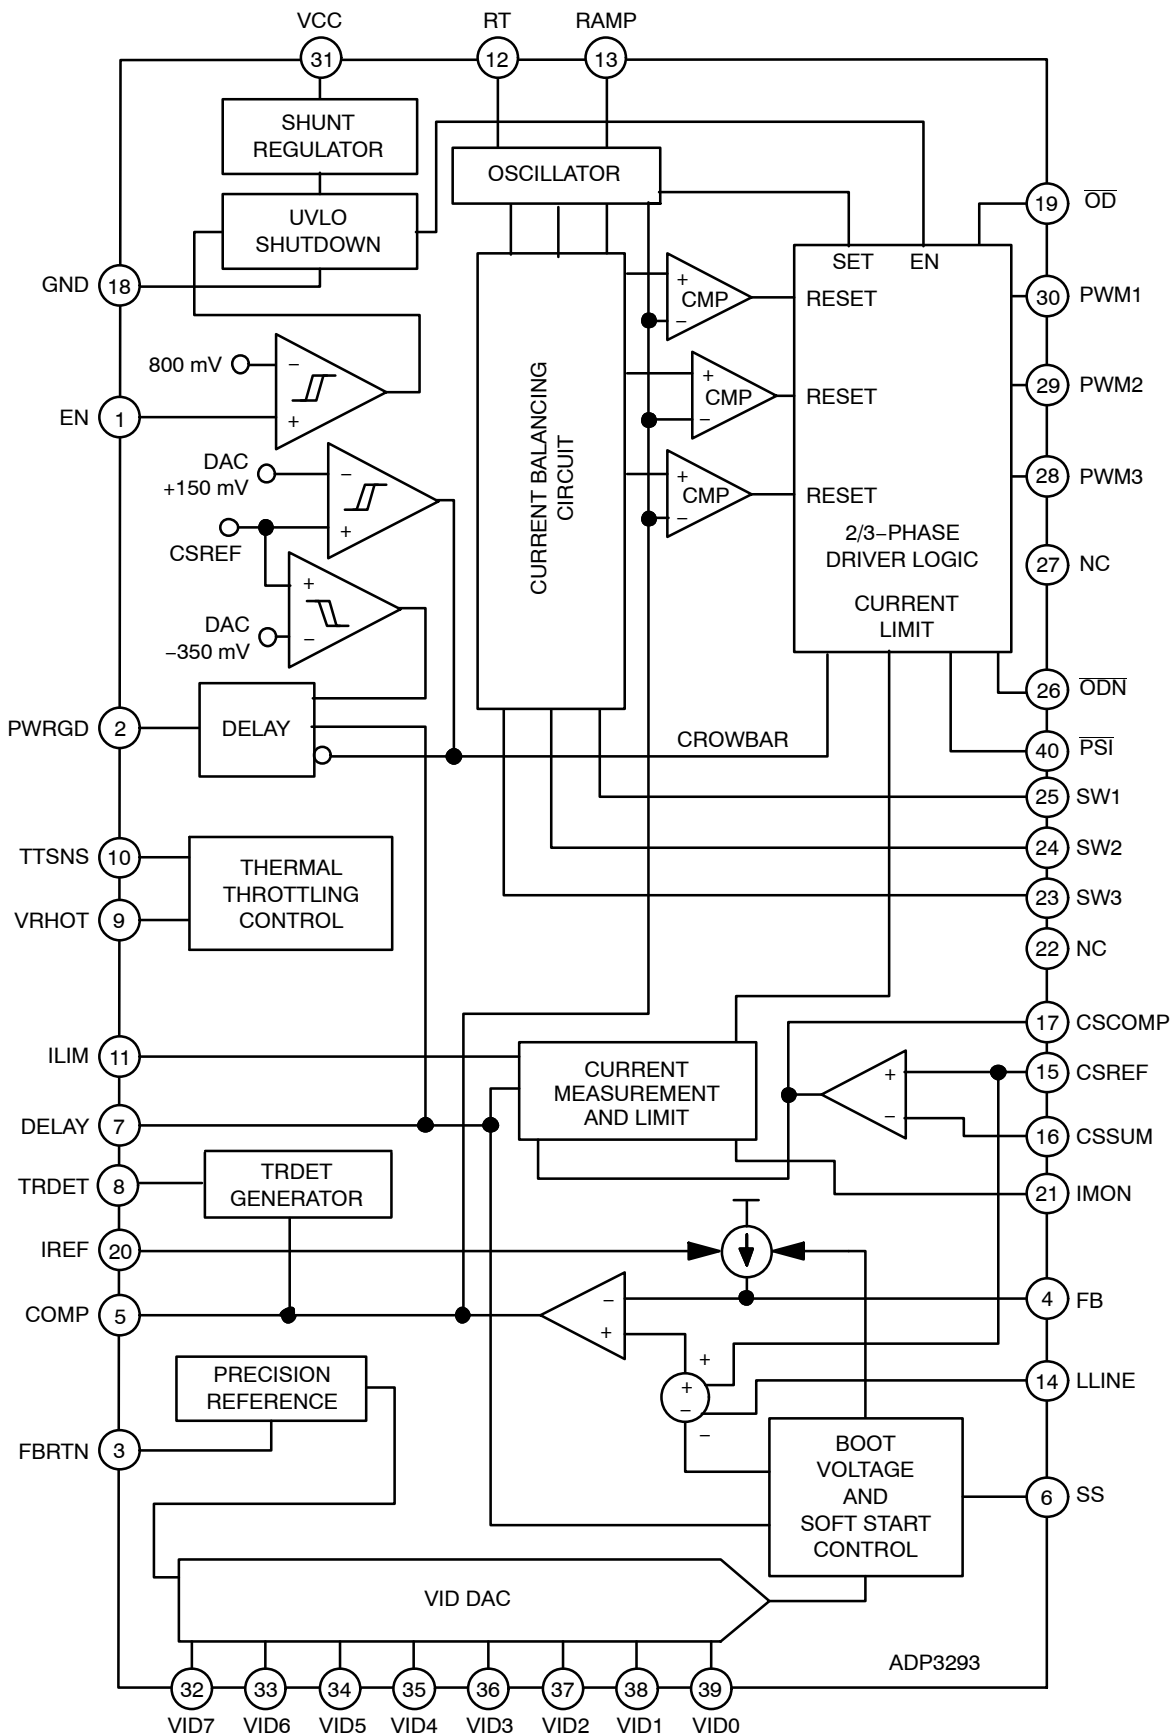 VCC
RT
RAMP
31
12
13
SHUNT
REGULATOR
OSCILLATOR
UVLO
SHUTDOWN
19
OD
SET
EN
GND
18
+
CMP
−
RESET
30
PWM1
800 mV
−
+
EN
1
+
CMP
−
RESET
29
PWM2
DAC
+150 mV
−
+
CSREF
CURRENT BALANCING
CIRCUIT
+
CMP
−
RESET
28
PWM3
2/3−PHASE
DRIVER LOGIC
27
NC
+
−
DAC
−350 mV
CURRENT
LIMIT
26
ODN
PWRGD
2
DELAY
CROWBAR
40
PSI
25
SW1
TTSNS
10
THERMAL
THROTTLING
CONTROL
24
SW2
VRHOT
9
23
SW3
22
NC
17
CSCOMP
ILIM
11
CURRENT
MEASUREMENT
AND LIMIT
+
−
15
CSREF
DELAY
7
16
CSSUM
TRDET
8
TRDET
GENERATOR
21
IMON
IREF
20
COMP
5
−
+
4
FB
PRECISION
REFERENCE
+
+
−
−
14
LLINE
FBRTN
3
BOOT
VOLTAGE
AND
SOFT START
CONTROL
6
SS
VID DAC
ADP3293
32
33
34
35
36
37
38
39
VID7
VID6
VID5
VID4
VID3
VID2
VID1
VID0